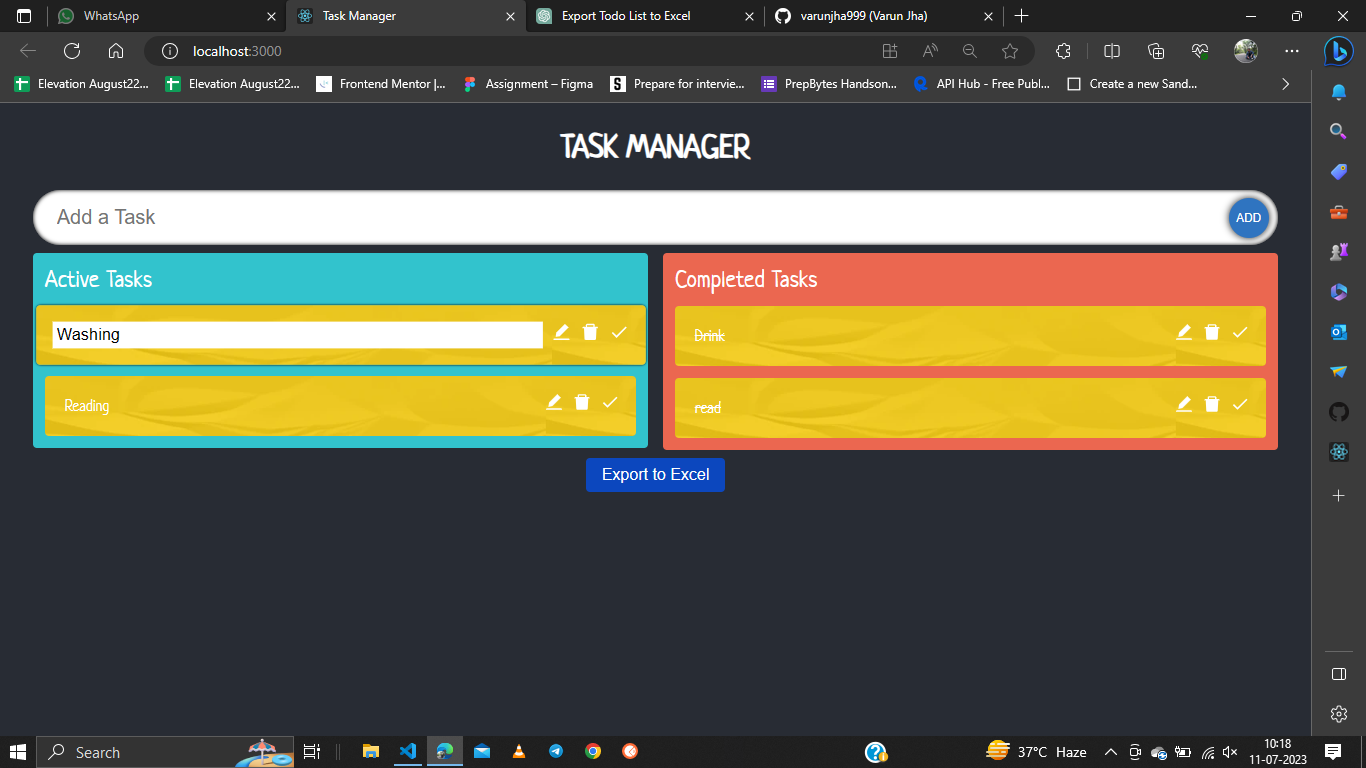 WhatsApp
Task Manager
Export Todo List to Excel
varunjha999 (Varun Jha)
localhost:3000
Elevation August22...
Elevation August22...
Frontend Mentor |...
Assignment – Figma
Prepare for intervie...
PrepBytes Handson...
API Hub - Free Publ...
Create a new Sand...
TASK MANAGER
Add a Task
ADD
Active Tasks
Completed Tasks
Washing
Drink
Reading
read
Export to Excel
Search
37°C Haze
10:18
11-07-2023